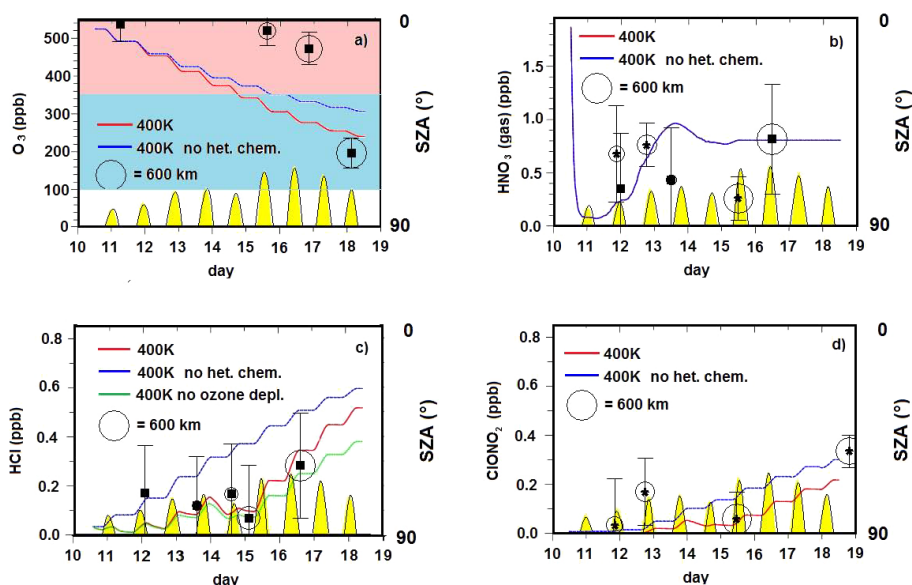 500
400
300
200
100
0
O₃ (ppb)
a)
400K
400K no het. chem.
= 600 km
0
SZA (°)
90
10 11 12 13 14 15 16 17 18 19
day
1.5
1.0
0.5
0.0
HNO₃ (gas) (ppb)
b)
400K
400K no het. chem.
= 600 km
0
SZA (°)
90
10 11 12 13 14 15 16 17 18 19
day
0.8
0.6
0.4
0.2
0.0
HCl (ppb)
c)
400K
400K no het. chem.
400K no ozone depl.
= 600 km
0
SZA (°)
90
10 11 12 13 14 15 16 17 18 19
day
0.8
0.6
0.4
0.2
0.0
ClONO₂ (ppb)
d)
400K
400K no het. chem.
= 600 km
0
SZA (°)
90
10 11 12 13 14 15 16 17 18 19
day